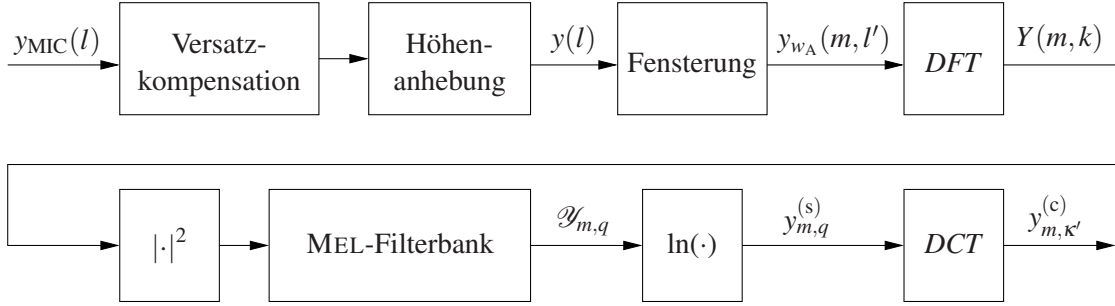 y_MIC(l)
Versatz-
kompensation
Höhen-
anhebung
y(l)
Fensterung
y_{w_A}(m, l′)
DFT
Y(m, k)
|·|²
MEL-Filterbank
𝒴_{m,q}
ln(·)
y^{(s)}_{m,q}
DCT
y^{(c)}_{m,κ′}